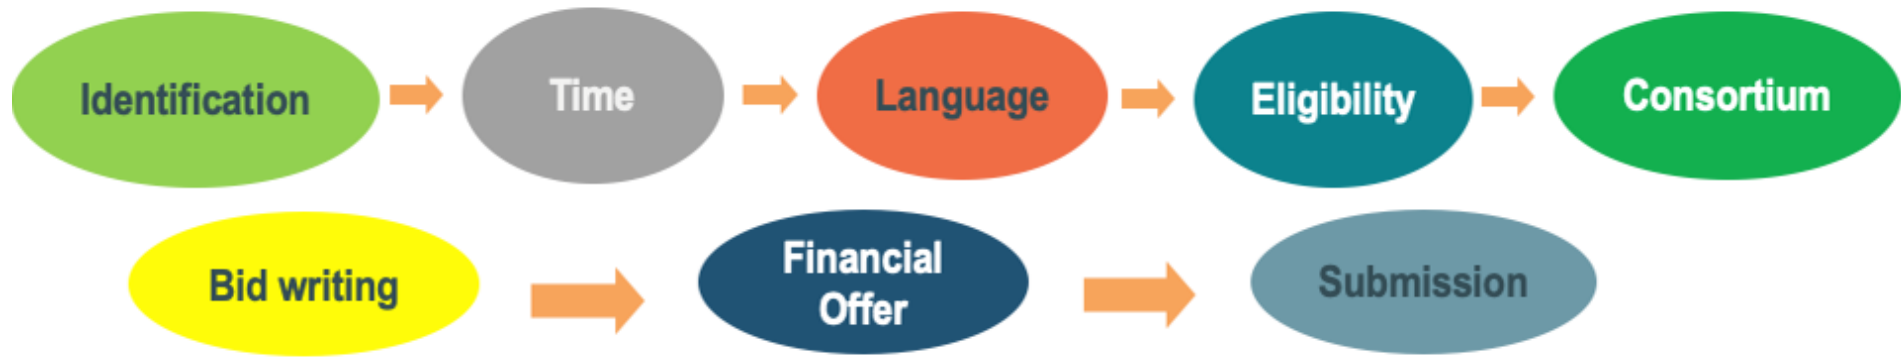 Identification
Time
Language
Eligibility
Consortium
Bid writing
Financial
Offer
Submission